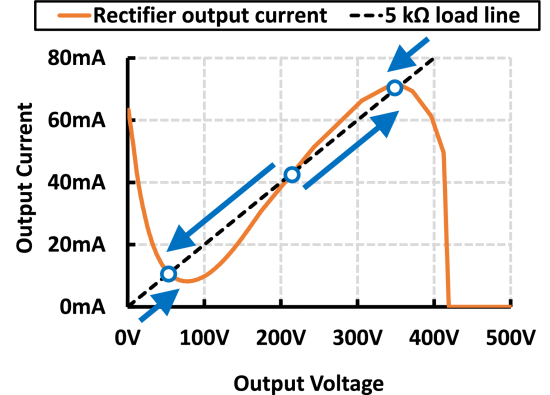 Rectifier output current 5 kΩ load line
80mA
60mA
40mA
20mA
0mA
Output Current
0V 100V 200V 300V 400V 500V
Output Voltage